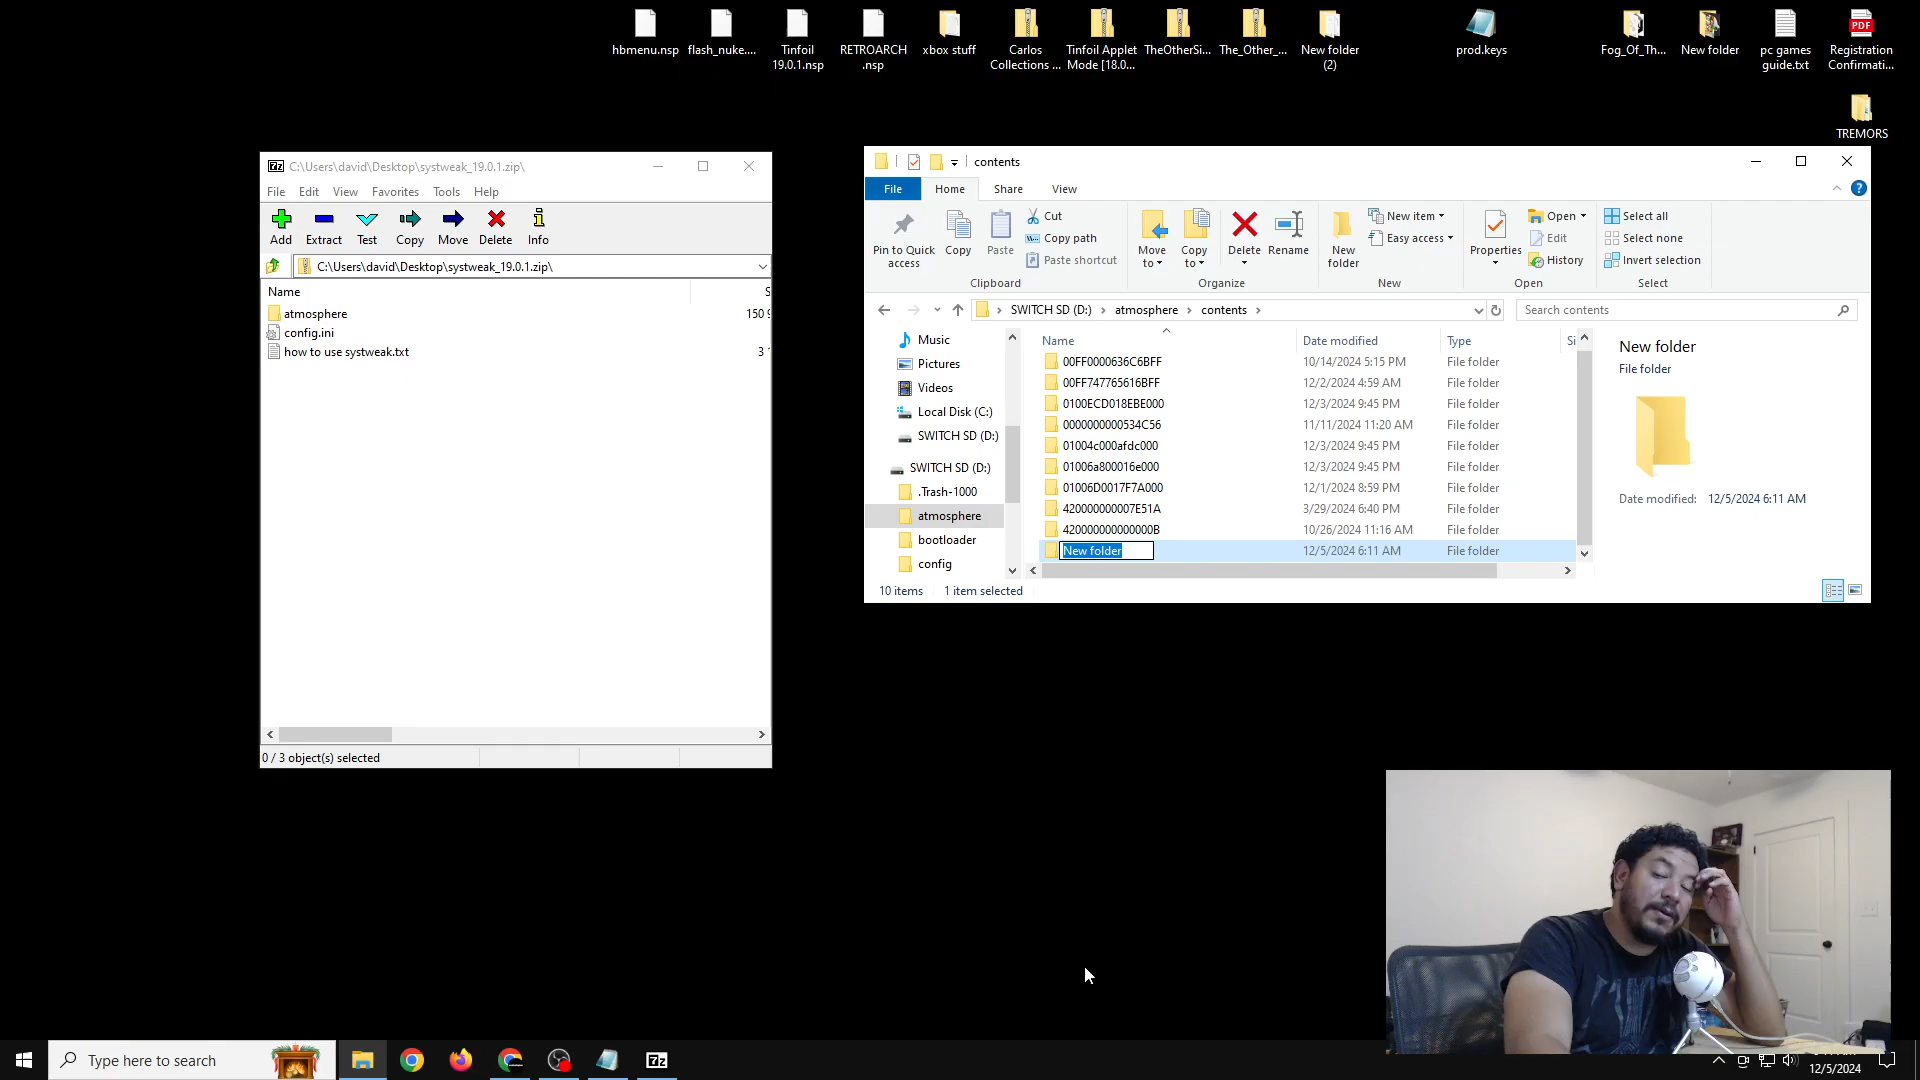 hbmenu.nsp
flash_nuke....
Tinfoil
19.0.1.nsp
RETROARCH
.nsp
xbox stuff
Carlos
Collections ...
Tinfoil Applet
Mode [18.0...
TheOtherSi...
The_Other_...
New folder
(2)
prod.keys
Fog_Of_Th...
New folder
pc games
guide.txt
PDF
Registration
Confirmati...
TREMORS
7z C:\Users\david\Desktop\systweak_19.0.1.zip\
File Edit View Favorites Tools Help
Add Extract Test Copy Move Delete Info
C:\Users\david\Desktop\systweak_19.0.1.zip\
Name S
atmosphere 150 9
config.ini
how to use systweak.txt 3
0 / 3 object(s) selected
contents
File Home Share View
Pin to Quick
access
Copy
Paste
Cut
Copy path
Paste shortcut
Clipboard
Move
to
Copy
to
Delete
Rename
Organize
New
folder
New item
Easy access
New
Properties
Open
Edit
History
Open
Select all
Select none
Invert selection
Select
SWITCH SD (D:) › atmosphere › contents ›
Search contents
Music
Pictures
Videos
Local Disk (C:)
SWITCH SD (D:)
SWITCH SD (D:)
.Trash-1000
atmosphere
bootloader
config
Name Date modified Type Si
00FF0000636C6BFF 10/14/2024 5:15 PM File folder
00FF747765616BFF 12/2/2024 4:59 AM File folder
0100ECD018EBE000 12/3/2024 9:45 PM File folder
0000000000534C56 11/11/2024 11:20 AM File folder
01004c000afdc000 12/3/2024 9:45 PM File folder
01006a800016e000 12/3/2024 9:45 PM File folder
01006D0017F7A000 12/1/2024 8:59 PM File folder
420000000007E51A 3/29/2024 6:40 PM File folder
420000000000000B 10/26/2024 11:16 AM File folder
New folder 12/5/2024 6:11 AM File folder
New folder
File folder
Date modified: 12/5/2024 6:11 AM
10 items 1 item selected
Type here to search
7z
12/5/2024